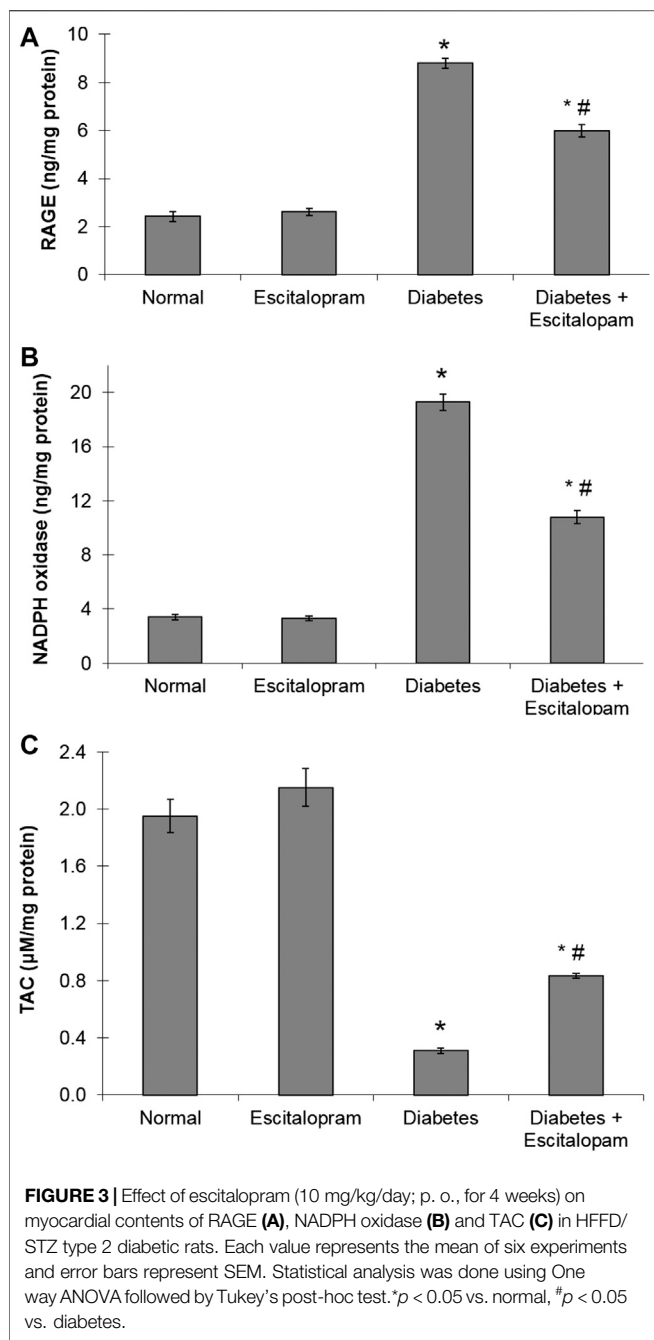 A
RAGE (ng/mg protein)
10
8
6
4
2
0
*
* #
Normal Escitalopram Diabetes Diabetes +
Escitalopam
B
NADPH oxidase (ng/mg protein)
20
16
12
8
4
0
*
* #
Normal Escitalopram Diabetes Diabetes +
Escitalopam
C
TAC (µM/mg protein)
2.4
2.0
1.6
1.2
0.8
0.4
0.0
*
* #
Normal Escitalopram Diabetes Diabetes +
Escitalopam
FIGURE 3 | Effect of escitalopram (10 mg/kg/day; p. o., for 4 weeks) on
myocardial contents of RAGE (A), NADPH oxidase (B) and TAC (C) in HFFD/
STZ type 2 diabetic rats. Each value represents the mean of six experiments
and error bars represent SEM. Statistical analysis was done using One
way ANOVA followed by Tukey's post-hoc test.*p < 0.05 vs. normal, #p < 0.05
vs. diabetes.